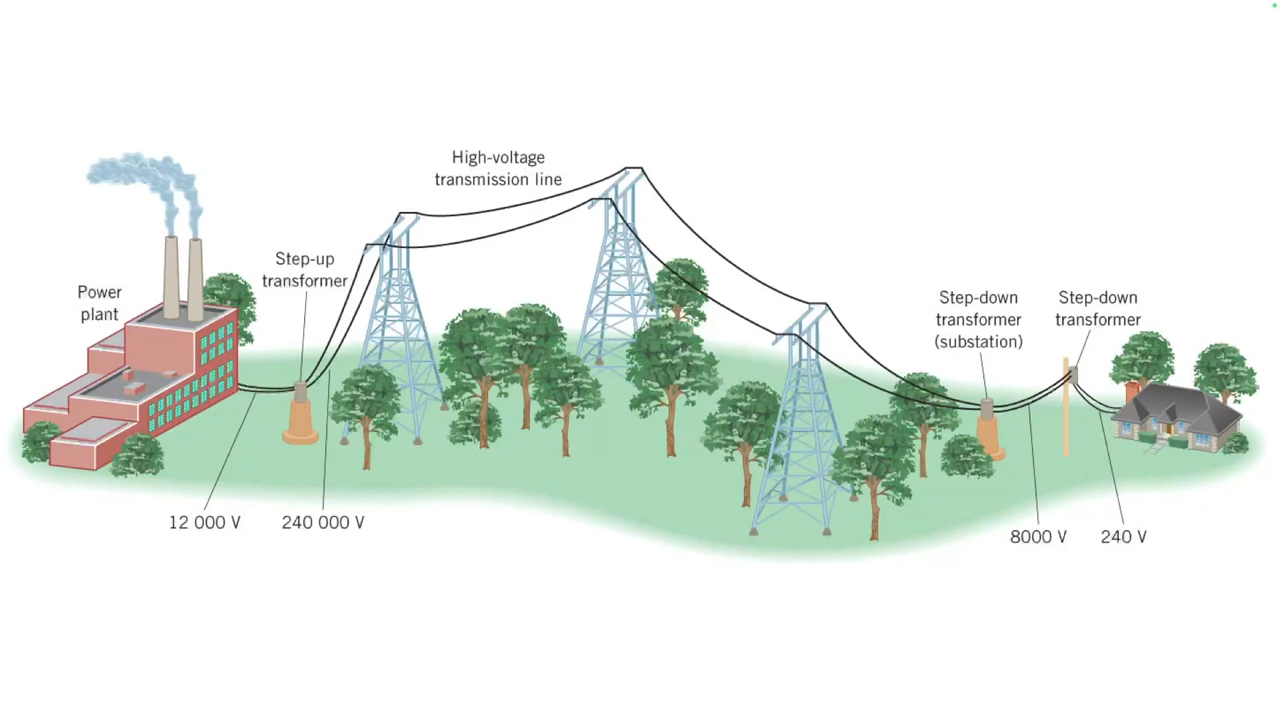 High-voltage
transmission line
Step-up
transformer
Power
plant
Step-down
transformer
(substation)
Step-down
transformer
12 000 V
240 000 V
8000 V
240 V